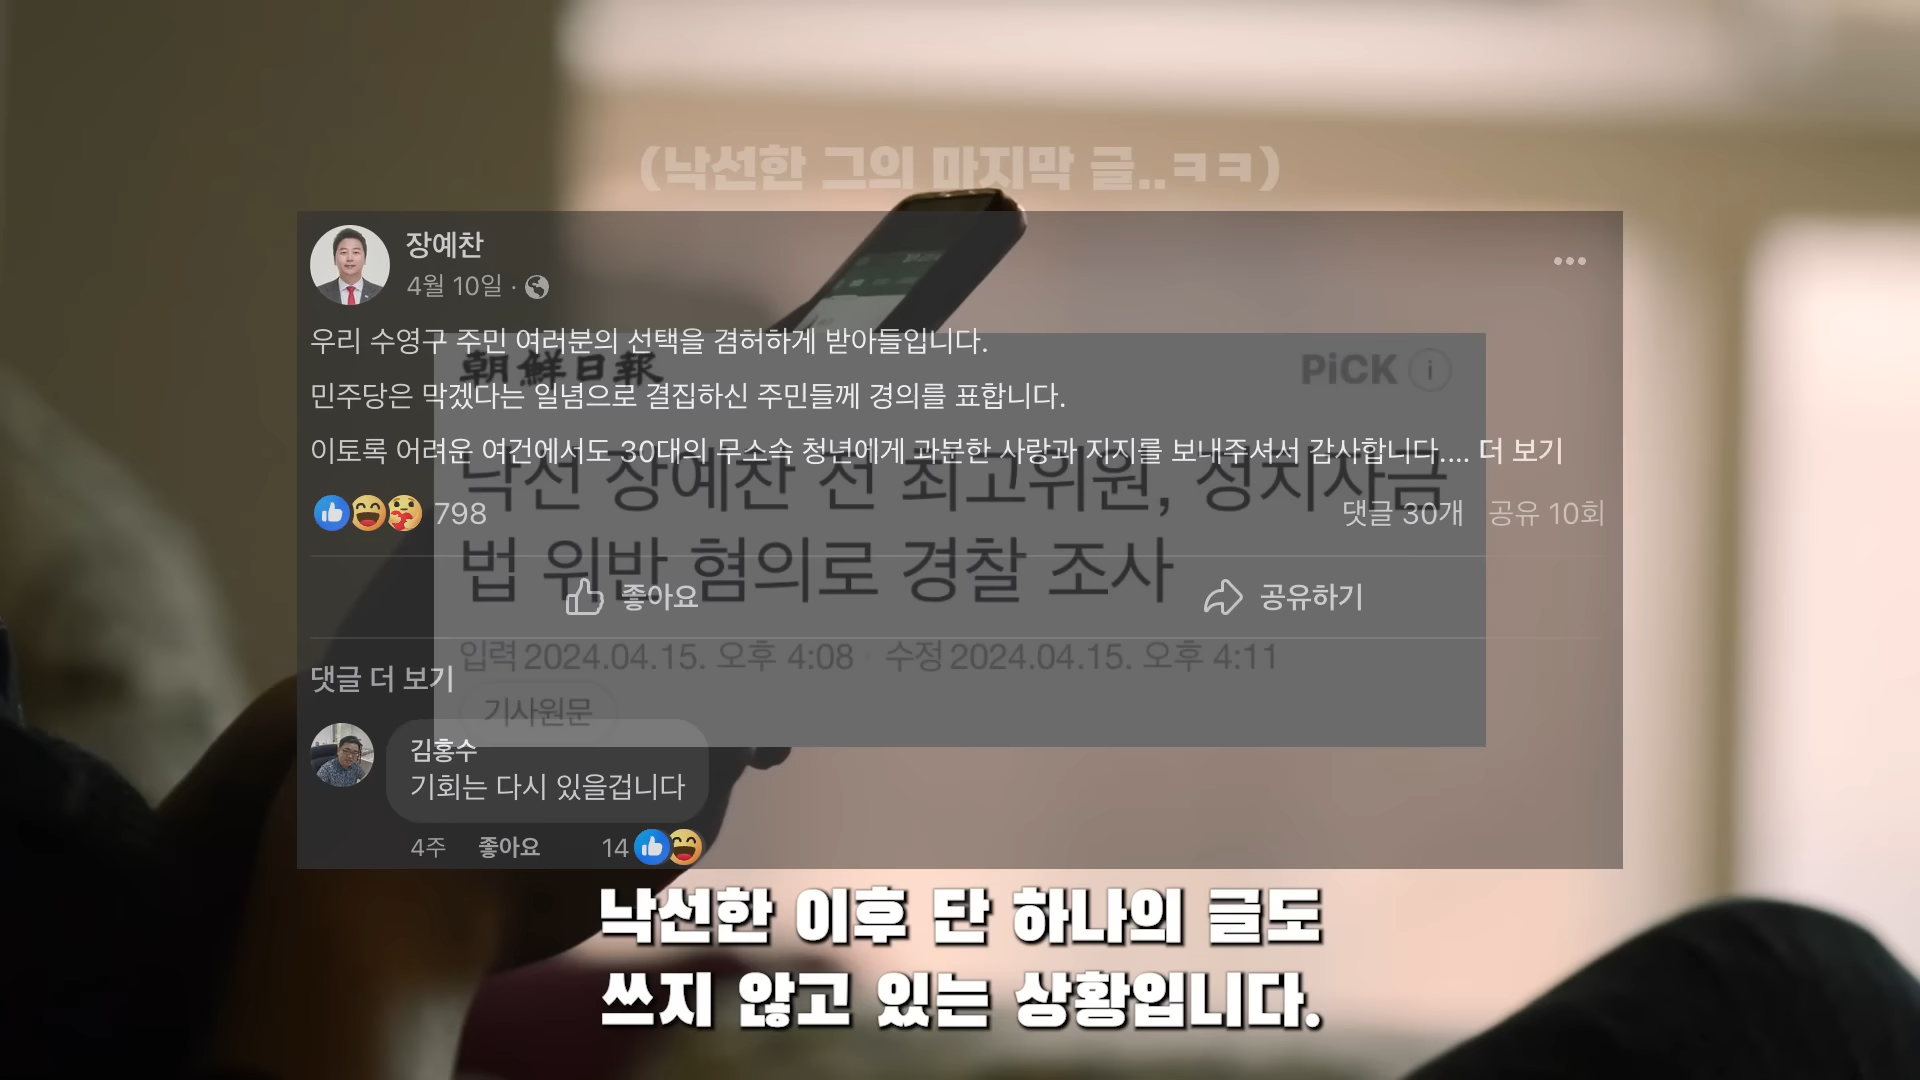 (낙선한 그의 마지막 글..ㅋㅋ)
장예찬
4월 10일 ·
우리 수영구 주민 여러분의 선택을 겸허하게 받아들입니다.
민주당은 막겠다는 일념으로 결집하신 주민들께 경의를 표합니다.
이토록 어려운 여건에서도 30대의 무소속 청년에게 과분한 사랑과 지지를 보내주셔서 감사합니다.... 더 보기
798
댓글 30개 공유 10회
좋아요 공유하기
댓글 더 보기
김홍수
기회는 다시 있을겁니다
4주 좋아요 14
朝鮮日報
PiCK i
낙선 장예찬 전 최고위원, 정치자금
법 위반 혐의로 경찰 조사
입력 2024.04.15. 오후 4:08 · 수정 2024.04.15. 오후 4:11
기사원문
낙선한 이후 단 하나의 글도
쓰지 않고 있는 상황입니다.